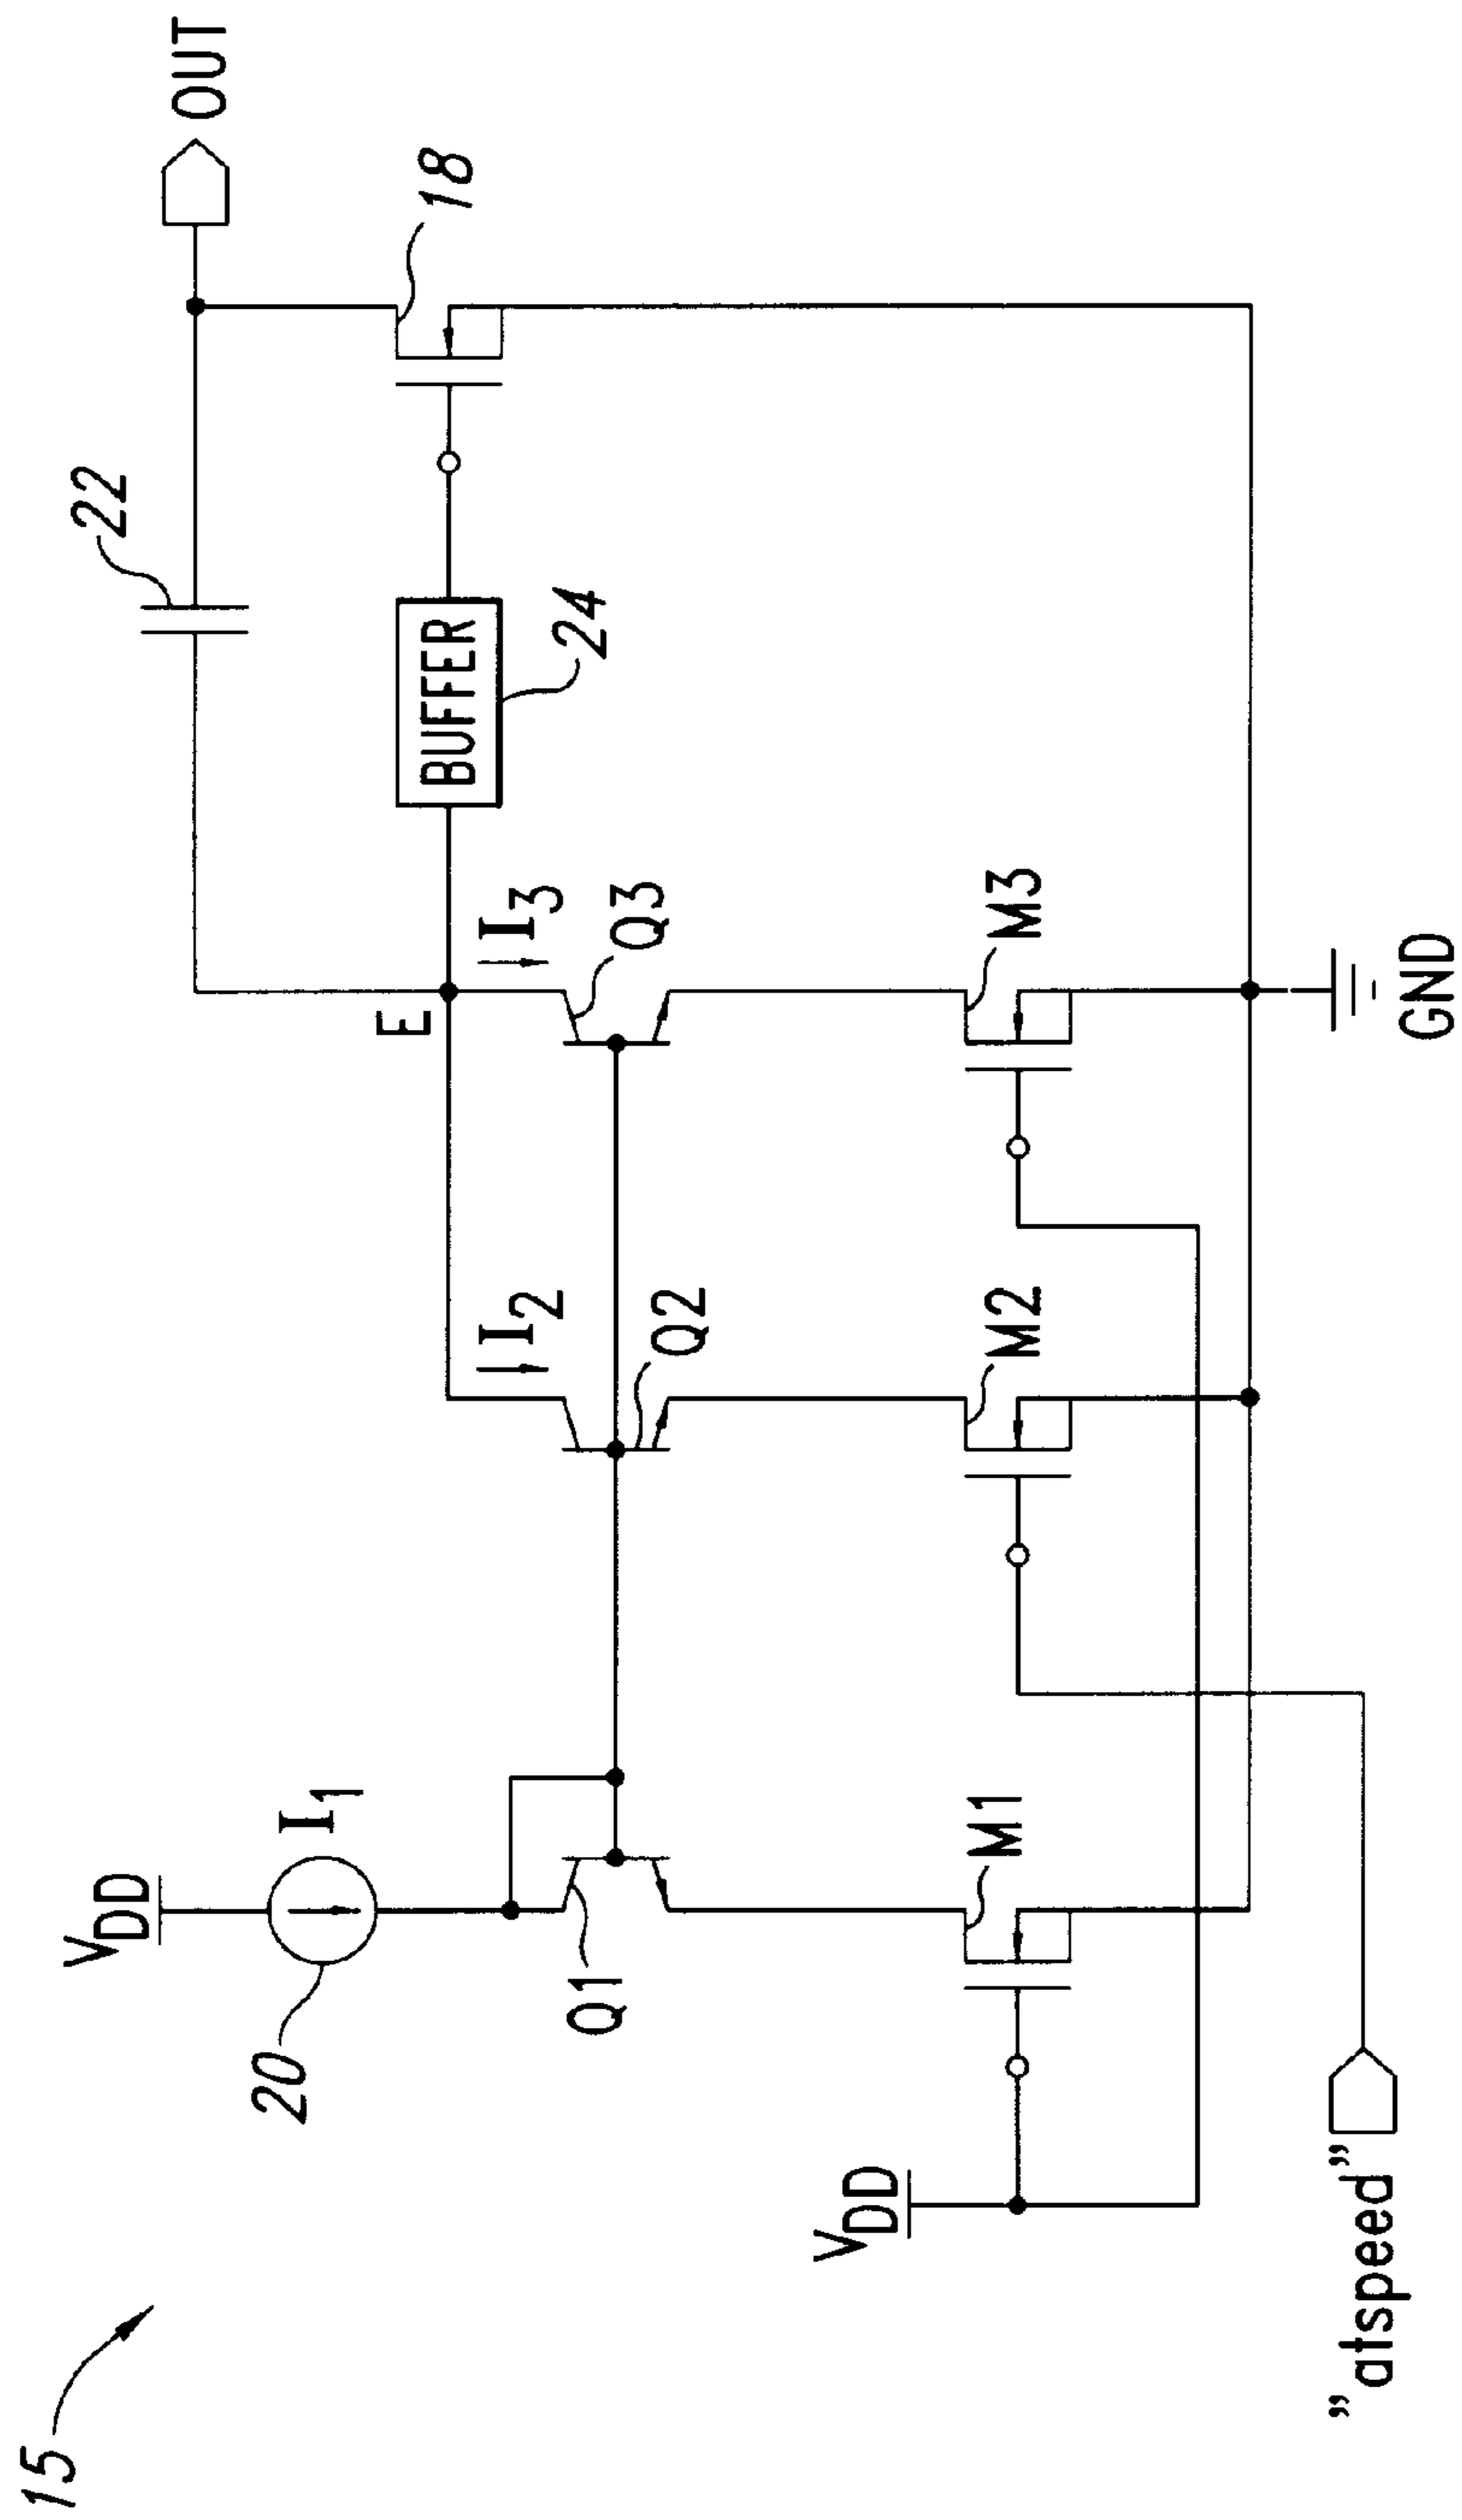 15
VDD
20
I1
22
OUT
18
E
BUFFER
24
I2
I3
Q1
Q2
Q3
VDD
M1
M2
M3
"atspeed"
GND